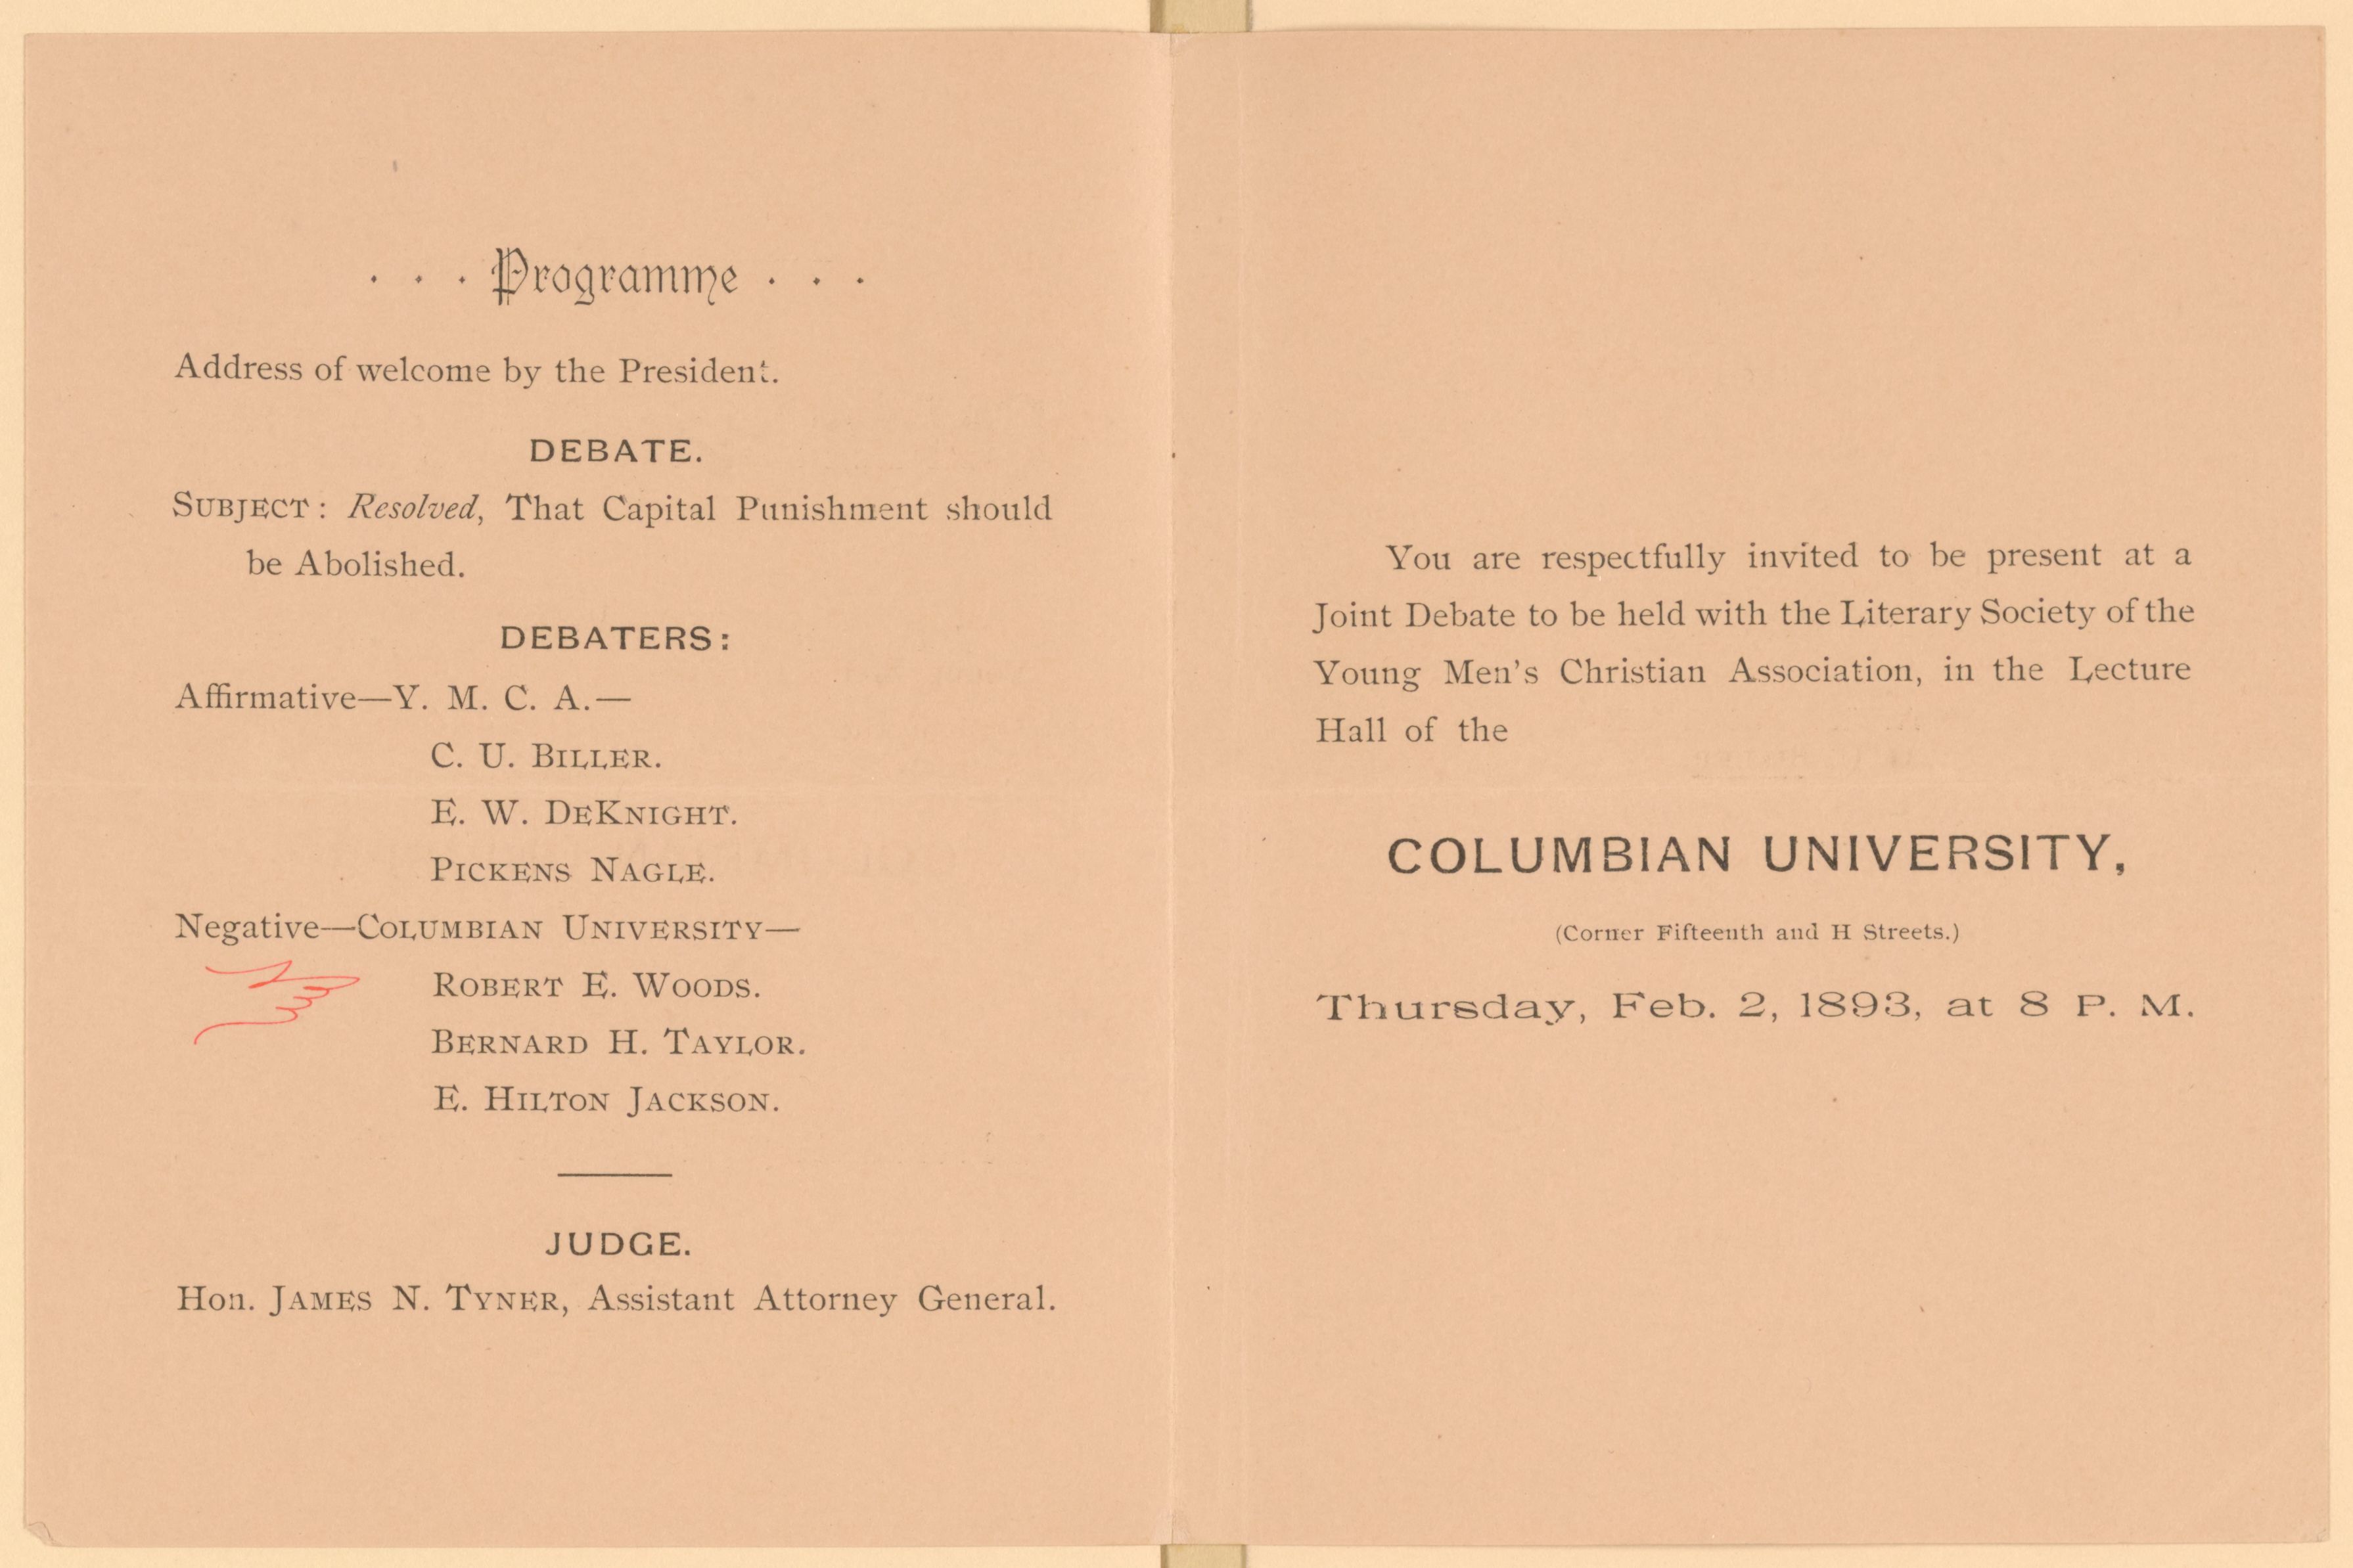 . . . Programme . . .
Address of welcome by the President.
DEBATE.
SUBJECT: Resolved, That Capital Punishment should
be Abolished.
DEBATERS:
Affirmative—Y. M. C. A.—
C. U. BILLER.
E. W. DEKNIGHT.
PICKENS NAGLE.
Negative—COLUMBIAN UNIVERSITY—
ROBERT E. WOODS.
BERNARD H. TAYLOR.
E. HILTON JACKSON.
JUDGE.
Hon. JAMES N. TYNER, Assistant Attorney General.
You are respectfully invited to be present at a
Joint Debate to be held with the Literary Society of the
Young Men's Christian Association, in the Lecture
Hall of the
COLUMBIAN UNIVERSITY,
(Corner Fifteenth and H Streets.)
Thursday, Feb. 2, 1893, at 8 P. M.